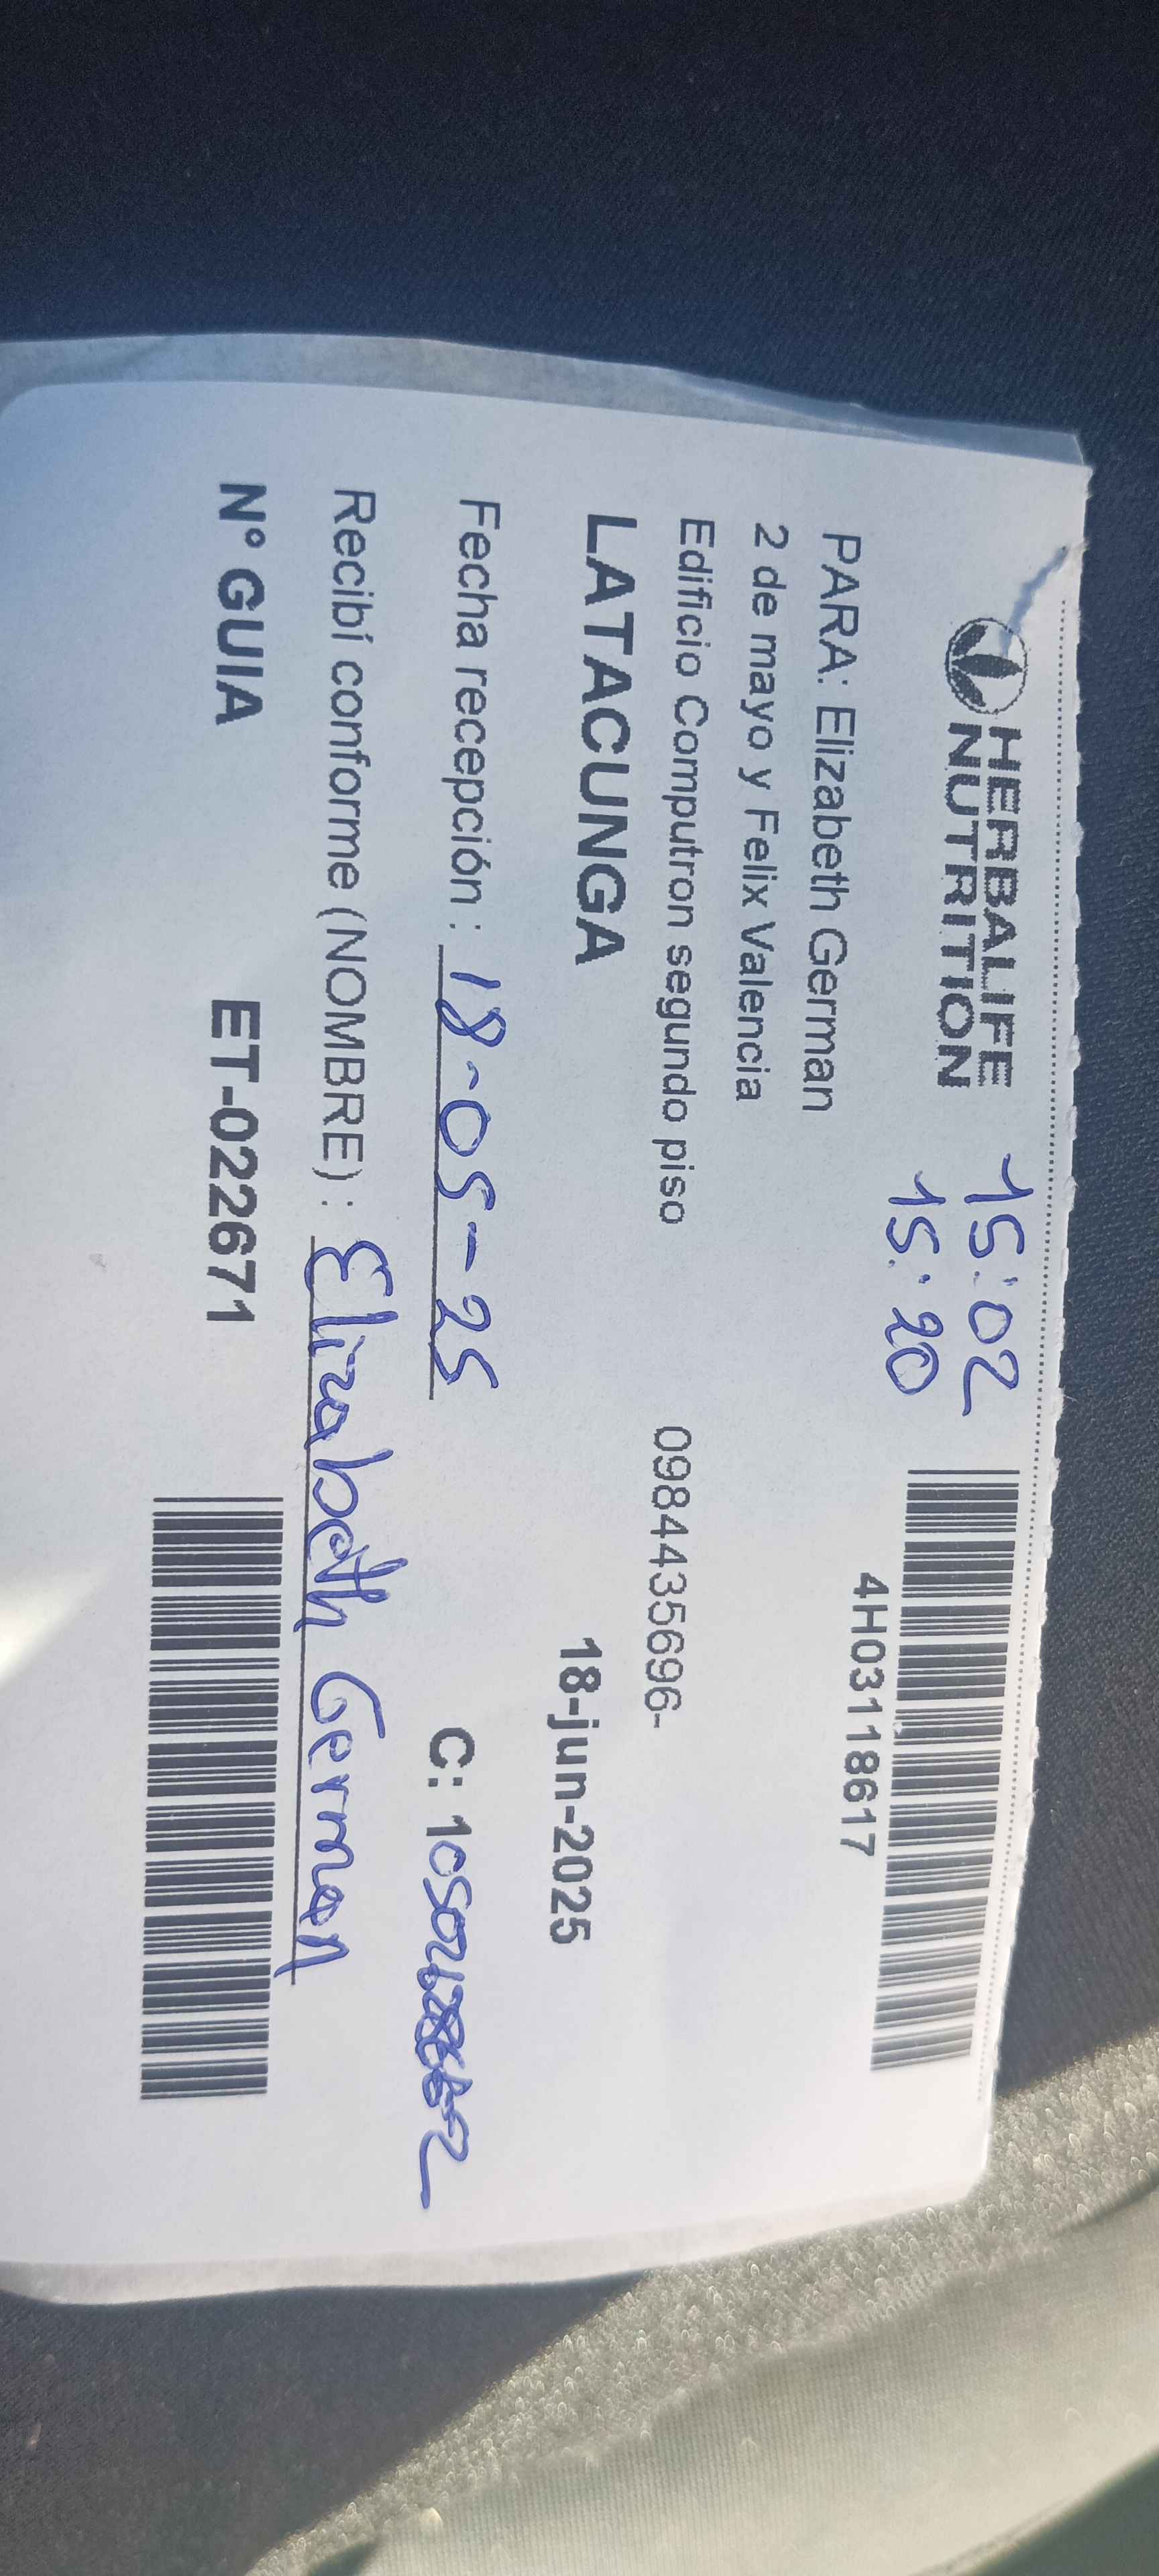 HERBALIFE
NUTRITION
15:02
15:20
4H03118617
PARA: Elizabeth German
2 de mayo y Felix Valencia
Edificio Computron segundo piso 0984435696-
LATACUNGA 18-jun-2025
Fecha recepción : 18-05-25 C:
Recibí conforme (NOMBRE) : Elizabeth German
N° GUIA ET-022671